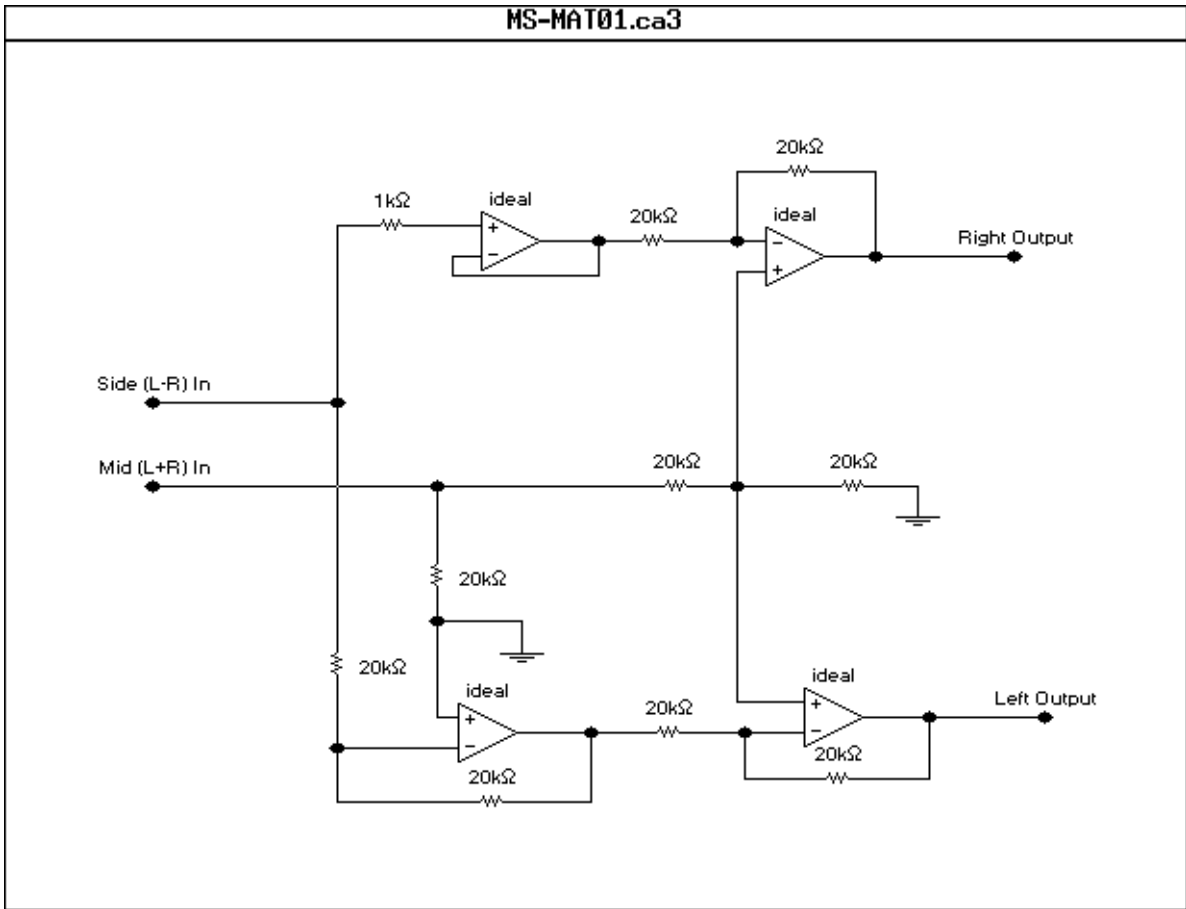 MS-MAT01.ca3
20kΩ
1kΩ
ideal
20kΩ
ideal
Right Output
+
−
−
+
Side (L-R) In
Mid (L+R) In
20kΩ
20kΩ
20kΩ
20kΩ
ideal
20kΩ
ideal
Left Output
+
−
+
−
20kΩ
20kΩ